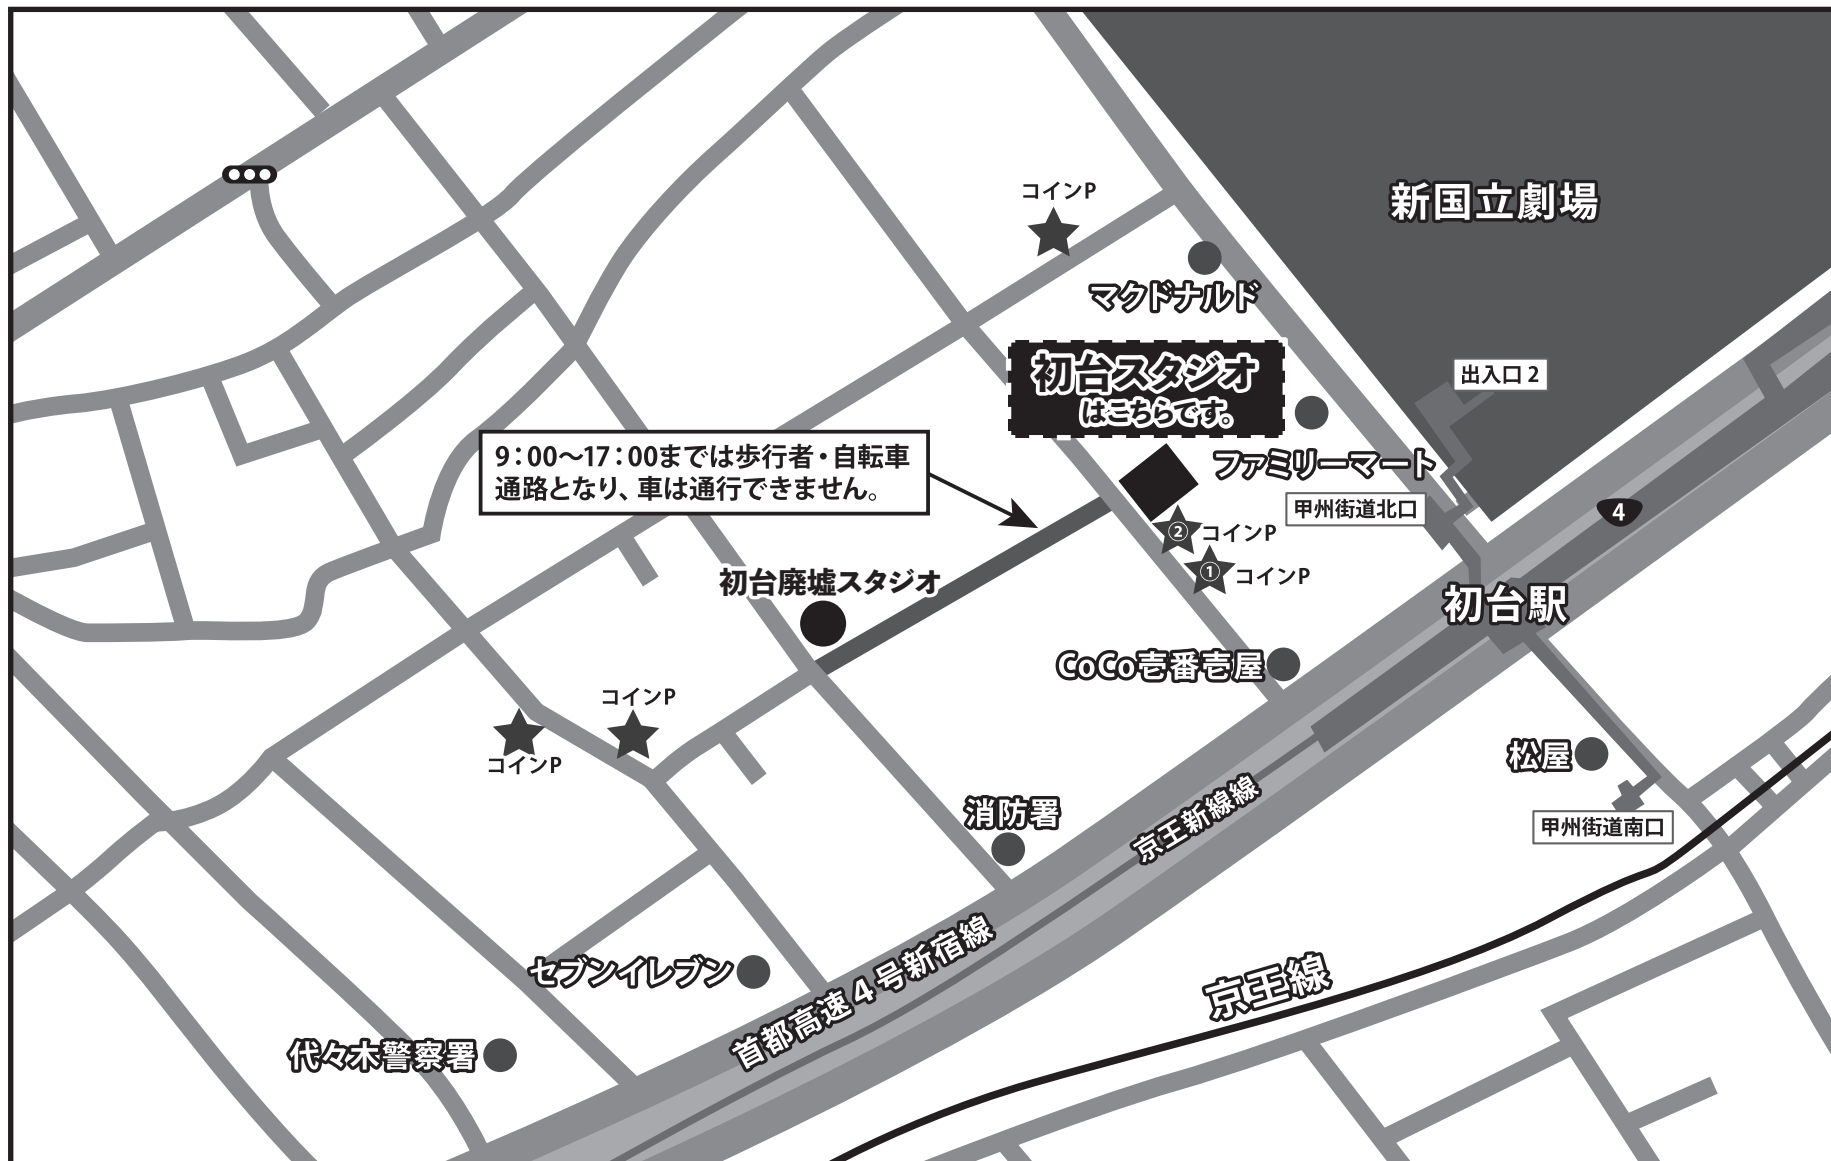 コインP
新国立劇場
マクドナルド
初台スタジオ
はこちらです。
出入口 2
9：00〜17：00までは歩行者・自転車
通路となり、車は通行できません。
ファミリーマート
甲州街道北口
4
② コインP
① コインP
初台廃墟スタジオ
初台駅
CoCo壱番壱屋
コインP
コインP
松屋
消防署
京王新線線
甲州街道南口
セブンイレブン
首都高速4号新宿線
京王線
代々木警察署